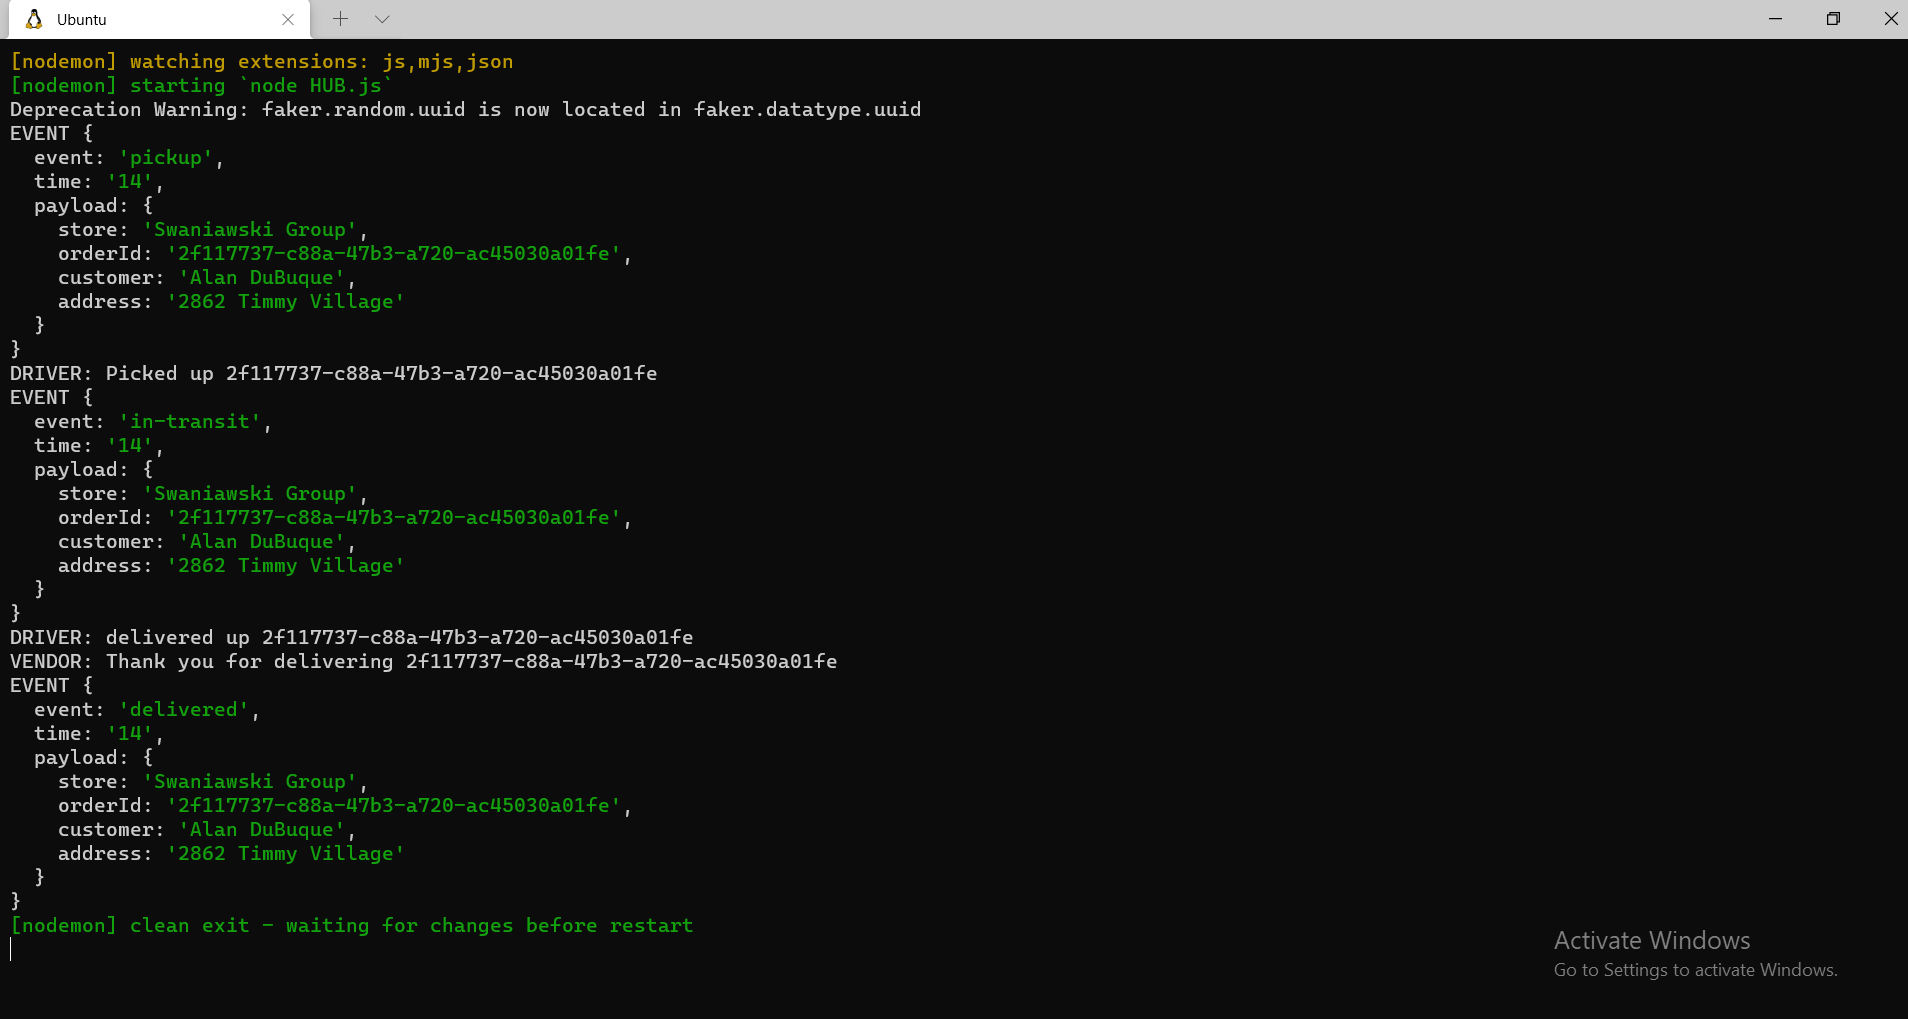 Ubuntu
[nodemon] watching extensions: js,mjs,json
[nodemon] starting `node HUB.js`
Deprecation Warning: faker.random.uuid is now located in faker.datatype.uuid
EVENT {
  event: 'pickup',
  time: '14',
  payload: {
    store: 'Swaniawski Group',
    orderId: '2f117737-c88a-47b3-a720-ac45030a01fe',
    customer: 'Alan DuBuque',
    address: '2862 Timmy Village'
  }
}
DRIVER: Picked up 2f117737-c88a-47b3-a720-ac45030a01fe
EVENT {
  event: 'in-transit',
  time: '14',
  payload: {
    store: 'Swaniawski Group',
    orderId: '2f117737-c88a-47b3-a720-ac45030a01fe',
    customer: 'Alan DuBuque',
    address: '2862 Timmy Village'
  }
}
DRIVER: delivered up 2f117737-c88a-47b3-a720-ac45030a01fe
VENDOR: Thank you for delivering 2f117737-c88a-47b3-a720-ac45030a01fe
EVENT {
  event: 'delivered',
  time: '14',
  payload: {
    store: 'Swaniawski Group',
    orderId: '2f117737-c88a-47b3-a720-ac45030a01fe',
    customer: 'Alan DuBuque',
    address: '2862 Timmy Village'
  }
}
[nodemon] clean exit - waiting for changes before restart
Activate Windows
Go to Settings to activate Windows.